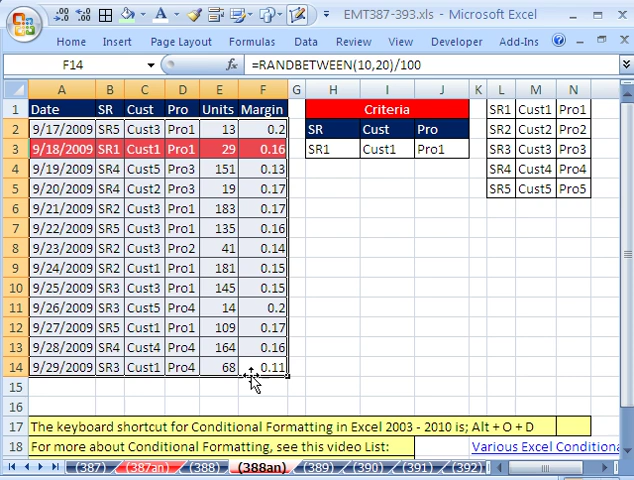 EMT387-393.xls - Microsoft Excel
Home Insert Page Layout Formulas Data Review View Developer Add-Ins
F14 fx =RANDBETWEEN(10,20)/100
A B C D E F G H I J K L M N
1 Date SR Cust Pro Units Margin Criteria SR1 Cust1 Pro1
2 9/17/2009 SR5 Cust3 Pro1 13 0.2 SR Cust Pro SR2 Cust2 Pro2
3 9/18/2009 SR1 Cust1 Pro1 29 0.16 SR1 Cust1 Pro1 SR3 Cust3 Pro3
4 9/19/2009 SR4 Cust5 Pro3 151 0.13 SR4 Cust4 Pro4
5 9/20/2009 SR4 Cust2 Pro3 19 0.17 SR5 Cust5 Pro5
6 9/21/2009 SR2 Cust3 Pro1 183 0.17
7 9/22/2009 SR5 Cust3 Pro1 135 0.16
8 9/23/2009 SR2 Cust3 Pro2 41 0.14
9 9/24/2009 SR2 Cust1 Pro1 181 0.15
10 9/25/2009 SR3 Cust3 Pro1 145 0.15
11 9/26/2009 SR3 Cust5 Pro4 14 0.2
12 9/27/2009 SR5 Cust1 Pro1 109 0.17
13 9/28/2009 SR4 Cust4 Pro4 164 0.16
14 9/29/2009 SR3 Cust1 Pro4 68 0.11
15
16
17 The keyboard shortcut for Conditional Formatting in Excel 2003 - 2010 is; Alt + O + D
18 For more about Conditional Formatting, see this video List: Various Excel Conditiona
(387) (387an) (388) (388an) (389) (390) (391) (392)